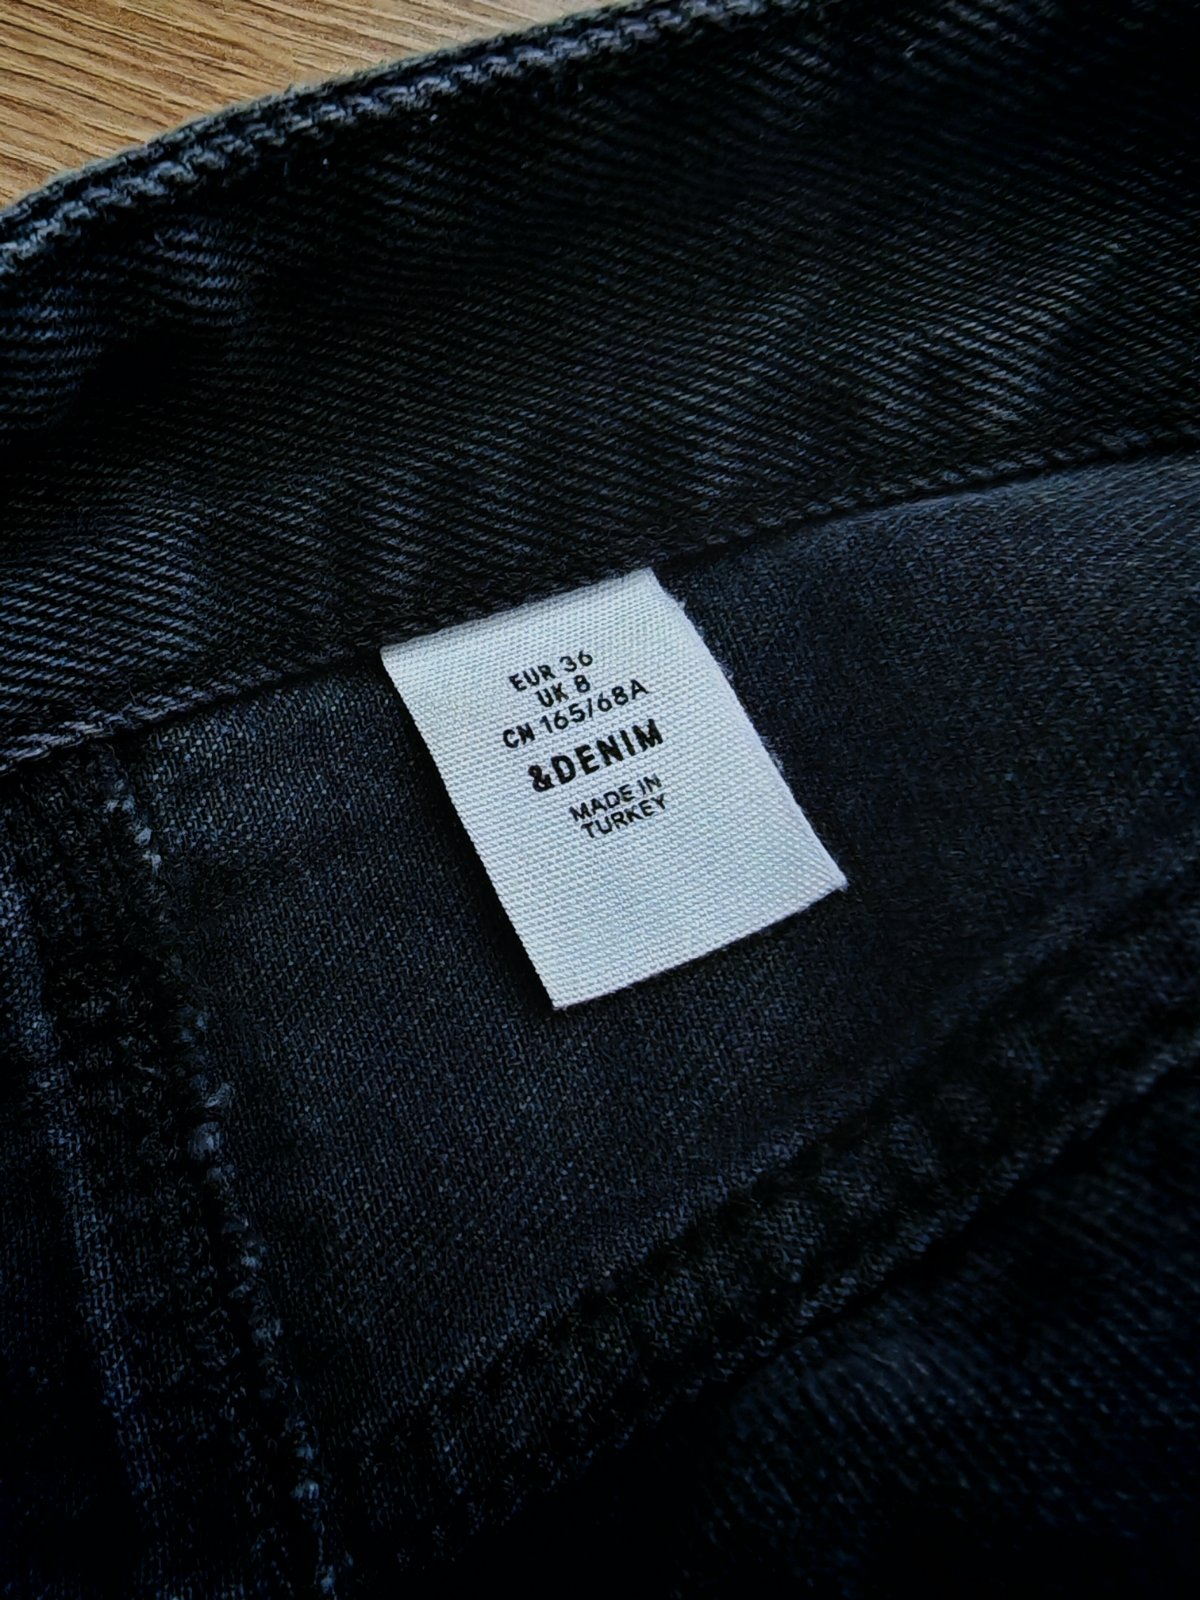 EUR 36
UK 8
CN 165/68A
&DENIM
MADE IN
TURKEY